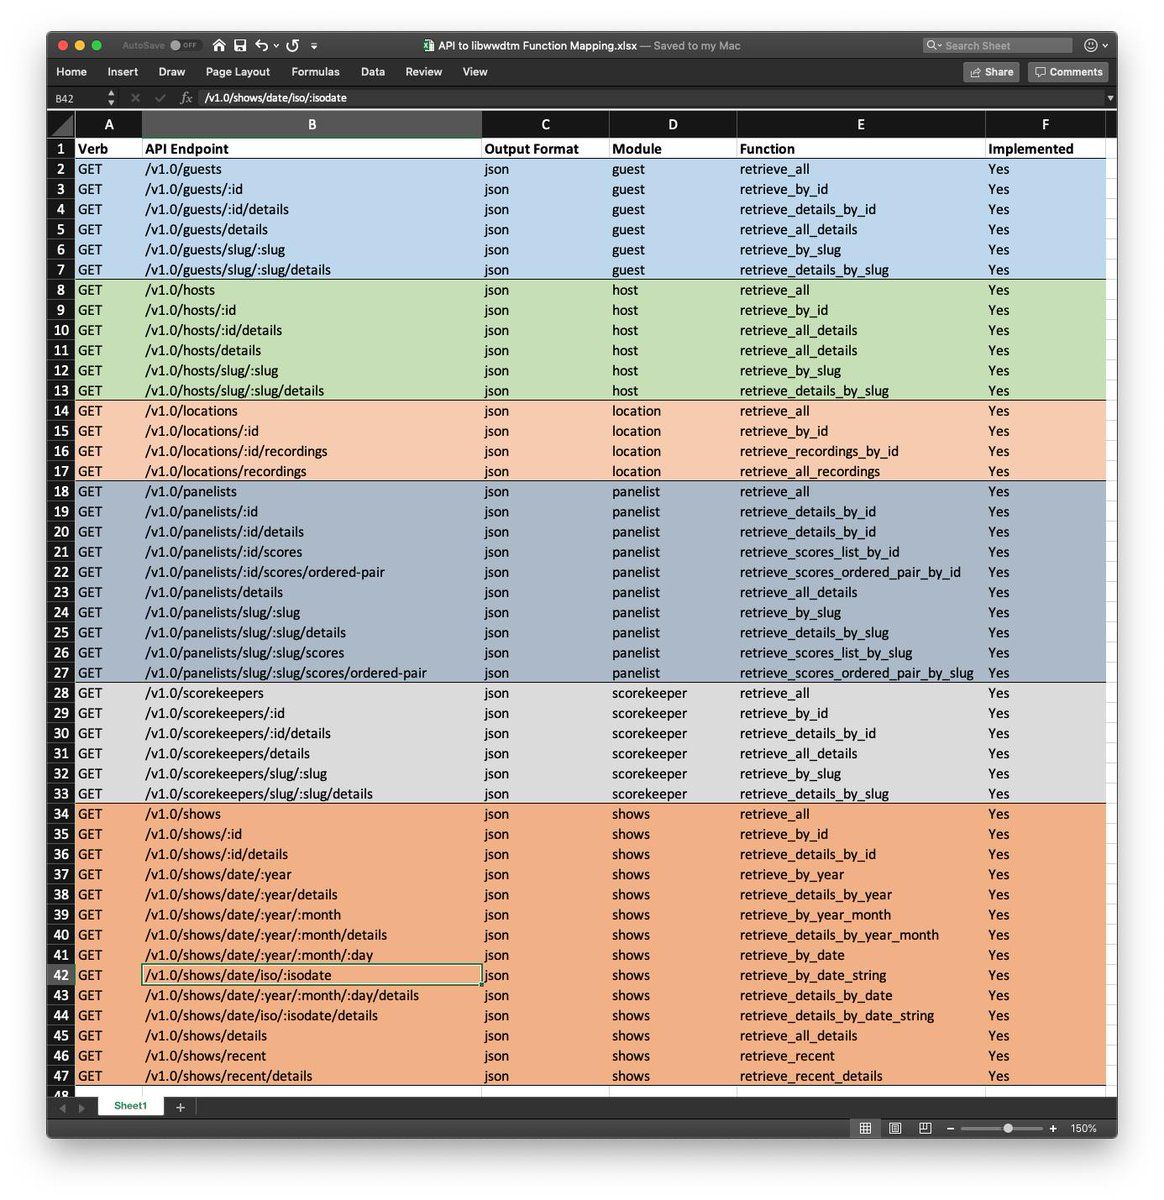 AutoSave OFF API to libwwdtm Function Mapping.xlsx — Saved to my Mac Search Sheet
Home Insert Draw Page Layout Formulas Data Review View Share Comments
B42 fx /v1.0/shows/date/iso/:isodate
A B C D E F
1 Verb API Endpoint Output Format Module Function Implemented
2 GET /v1.0/guests json guest retrieve_all Yes
3 GET /v1.0/guests/:id json guest retrieve_by_id Yes
4 GET /v1.0/guests/:id/details json guest retrieve_details_by_id Yes
5 GET /v1.0/guests/details json guest retrieve_all_details Yes
6 GET /v1.0/guests/slug/:slug json guest retrieve_by_slug Yes
7 GET /v1.0/guests/slug/:slug/details json guest retrieve_details_by_slug Yes
8 GET /v1.0/hosts json host retrieve_all Yes
9 GET /v1.0/hosts/:id json host retrieve_by_id Yes
10 GET /v1.0/hosts/:id/details json host retrieve_all_details Yes
11 GET /v1.0/hosts/details json host retrieve_all_details Yes
12 GET /v1.0/hosts/slug/:slug json host retrieve_by_slug Yes
13 GET /v1.0/hosts/slug/:slug/details json host retrieve_details_by_slug Yes
14 GET /v1.0/locations json location retrieve_all Yes
15 GET /v1.0/locations/:id json location retrieve_by_id Yes
16 GET /v1.0/locations/:id/recordings json location retrieve_recordings_by_id Yes
17 GET /v1.0/locations/recordings json location retrieve_all_recordings Yes
18 GET /v1.0/panelists json panelist retrieve_all Yes
19 GET /v1.0/panelists/:id json panelist retrieve_details_by_id Yes
20 GET /v1.0/panelists/:id/details json panelist retrieve_details_by_id Yes
21 GET /v1.0/panelists/:id/scores json panelist retrieve_scores_list_by_id Yes
22 GET /v1.0/panelists/:id/scores/ordered-pair json panelist retrieve_scores_ordered_pair_by_id Yes
23 GET /v1.0/panelists/details json panelist retrieve_all_details Yes
24 GET /v1.0/panelists/slug/:slug json panelist retrieve_by_slug Yes
25 GET /v1.0/panelists/slug/:slug/details json panelist retrieve_details_by_slug Yes
26 GET /v1.0/panelists/slug/:slug/scores json panelist retrieve_scores_list_by_slug Yes
27 GET /v1.0/panelists/slug/:slug/scores/ordered-pair json panelist retrieve_scores_ordered_pair_by_slug Yes
28 GET /v1.0/scorekeepers json scorekeeper retrieve_all Yes
29 GET /v1.0/scorekeepers/:id json scorekeeper retrieve_by_id Yes
30 GET /v1.0/scorekeepers/:id/details json scorekeeper retrieve_details_by_id Yes
31 GET /v1.0/scorekeepers/details json scorekeeper retrieve_all_details Yes
32 GET /v1.0/scorekeepers/slug/:slug json scorekeeper retrieve_by_slug Yes
33 GET /v1.0/scorekeepers/slug/:slug/details json scorekeeper retrieve_details_by_slug Yes
34 GET /v1.0/shows json shows retrieve_all Yes
35 GET /v1.0/shows/:id json shows retrieve_by_id Yes
36 GET /v1.0/shows/:id/details json shows retrieve_details_by_id Yes
37 GET /v1.0/shows/date/:year json shows retrieve_by_year Yes
38 GET /v1.0/shows/date/:year/details json shows retrieve_details_by_year Yes
39 GET /v1.0/shows/date/:year/:month json shows retrieve_by_year_month Yes
40 GET /v1.0/shows/date/:year/:month/details json shows retrieve_details_by_year_month Yes
41 GET /v1.0/shows/date/:year/:month/:day json shows retrieve_by_date Yes
42 GET /v1.0/shows/date/iso/:isodate json shows retrieve_by_date_string Yes
43 GET /v1.0/shows/date/:year/:month/:day/details json shows retrieve_details_by_date Yes
44 GET /v1.0/shows/date/iso/:isodate/details json shows retrieve_details_by_date_string Yes
45 GET /v1.0/shows/details json shows retrieve_all_details Yes
46 GET /v1.0/shows/recent json shows retrieve_recent Yes
47 GET /v1.0/shows/recent/details json shows retrieve_recent_details Yes
48
Sheet1 +
150%